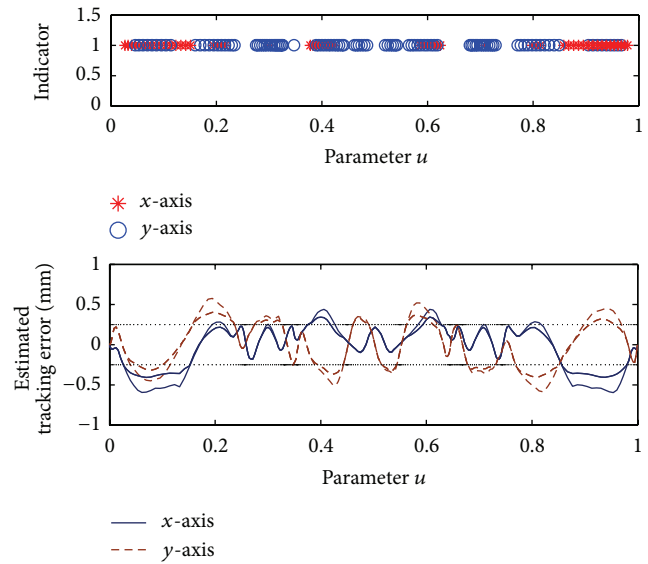 1.5
1
0.5
0
Indicator
0 0.2 0.4 0.6 0.8 1
Parameter u
x-axis
y-axis
1
0.5
0
−0.5
−1
Estimated
tracking error (mm)
0 0.2 0.4 0.6 0.8 1
Parameter u
x-axis
y-axis